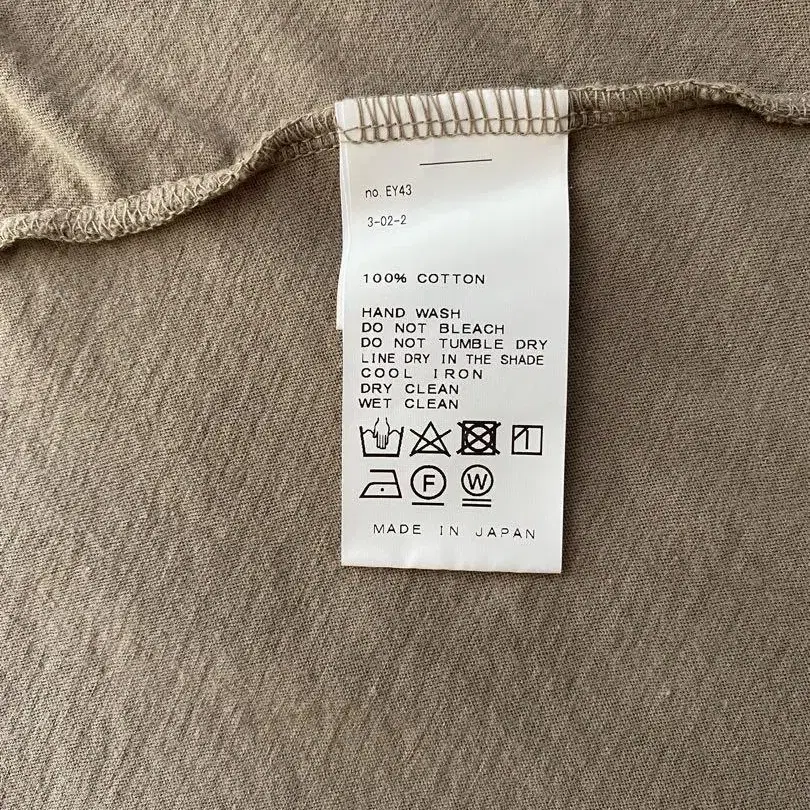 no. EY43
3-02-2
100% COTTON
HAND WASH
DO NOT BLEACH
DO NOT TUMBLE DRY
LINE DRY IN THE SHADE
COOL IRON
DRY CLEAN
WET CLEAN
F W
MADE IN JAPAN